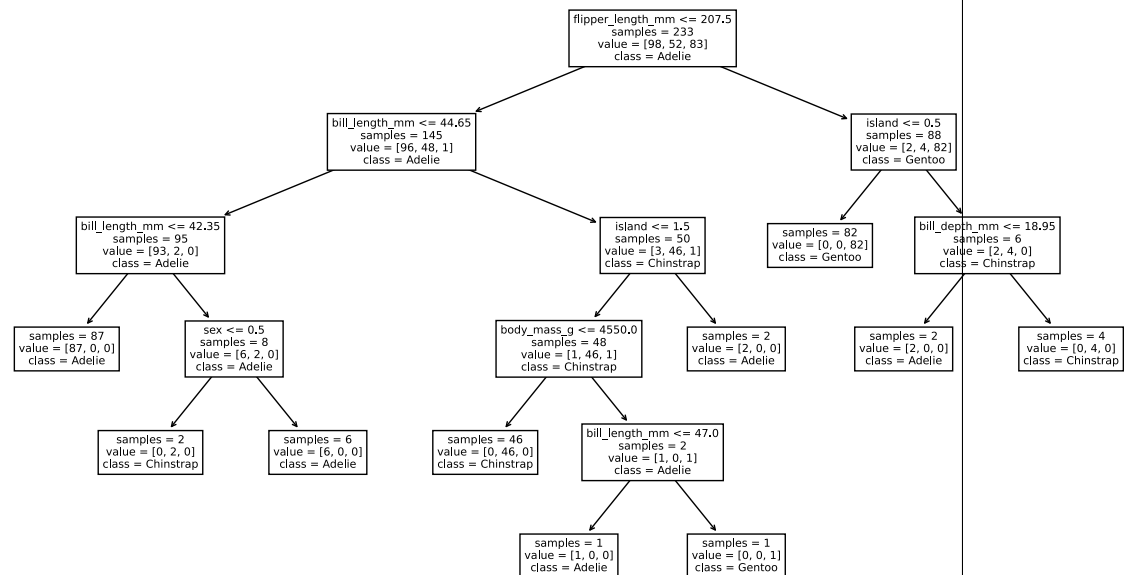 flipper_length_mm <= 207.5
samples = 233
value = [98, 52, 83]
class = Adelie
bill_length_mm <= 44.65
samples = 145
value = [96, 48, 1]
class = Adelie
island <= 0.5
samples = 88
value = [2, 4, 82]
class = Gentoo
bill_length_mm <= 42.35
samples = 95
value = [93, 2, 0]
class = Adelie
island <= 1.5
samples = 50
value = [3, 46, 1]
class = Chinstrap
samples = 82
value = [0, 0, 82]
class = Gentoo
bill_depth_mm <= 18.95
samples = 6
value = [2, 4, 0]
class = Chinstrap
samples = 87
value = [87, 0, 0]
class = Adelie
sex <= 0.5
samples = 8
value = [6, 2, 0]
class = Adelie
body_mass_g <= 4550.0
samples = 48
value = [1, 46, 1]
class = Chinstrap
samples = 2
value = [2, 0, 0]
class = Adelie
samples = 2
value = [2, 0, 0]
class = Adelie
samples = 4
value = [0, 4, 0]
class = Chinstrap
samples = 2
value = [0, 2, 0]
class = Chinstrap
samples = 6
value = [6, 0, 0]
class = Adelie
samples = 46
value = [0, 46, 0]
class = Chinstrap
bill_length_mm <= 47.0
samples = 2
value = [1, 0, 1]
class = Adelie
samples = 1
value = [1, 0, 0]
class = Adelie
samples = 1
value = [0, 0, 1]
class = Gentoo